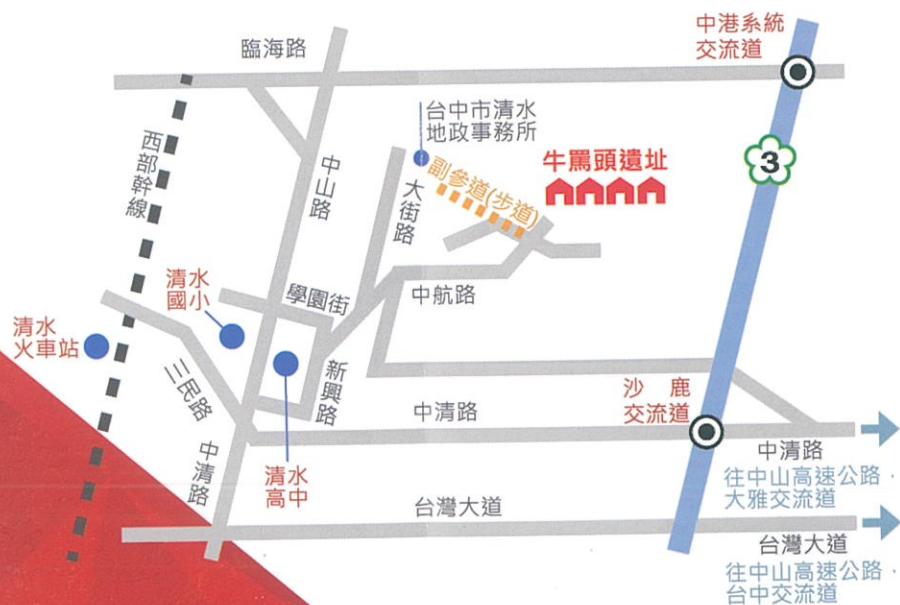 中港系統
交流道
臨海路
台中市清水
地政事務所
西部幹線
中山路
大街路
副參道(步道)
牛罵頭遺址
3
清水
國小
學園街
中航路
清水
火車站
三民路
新興路
沙鹿
交流道
中清路
中清路
中清路
清水
高中
往中山高速公路・
大雅交流道
台灣大道
台灣大道
往中山高速公路・
台中交流道